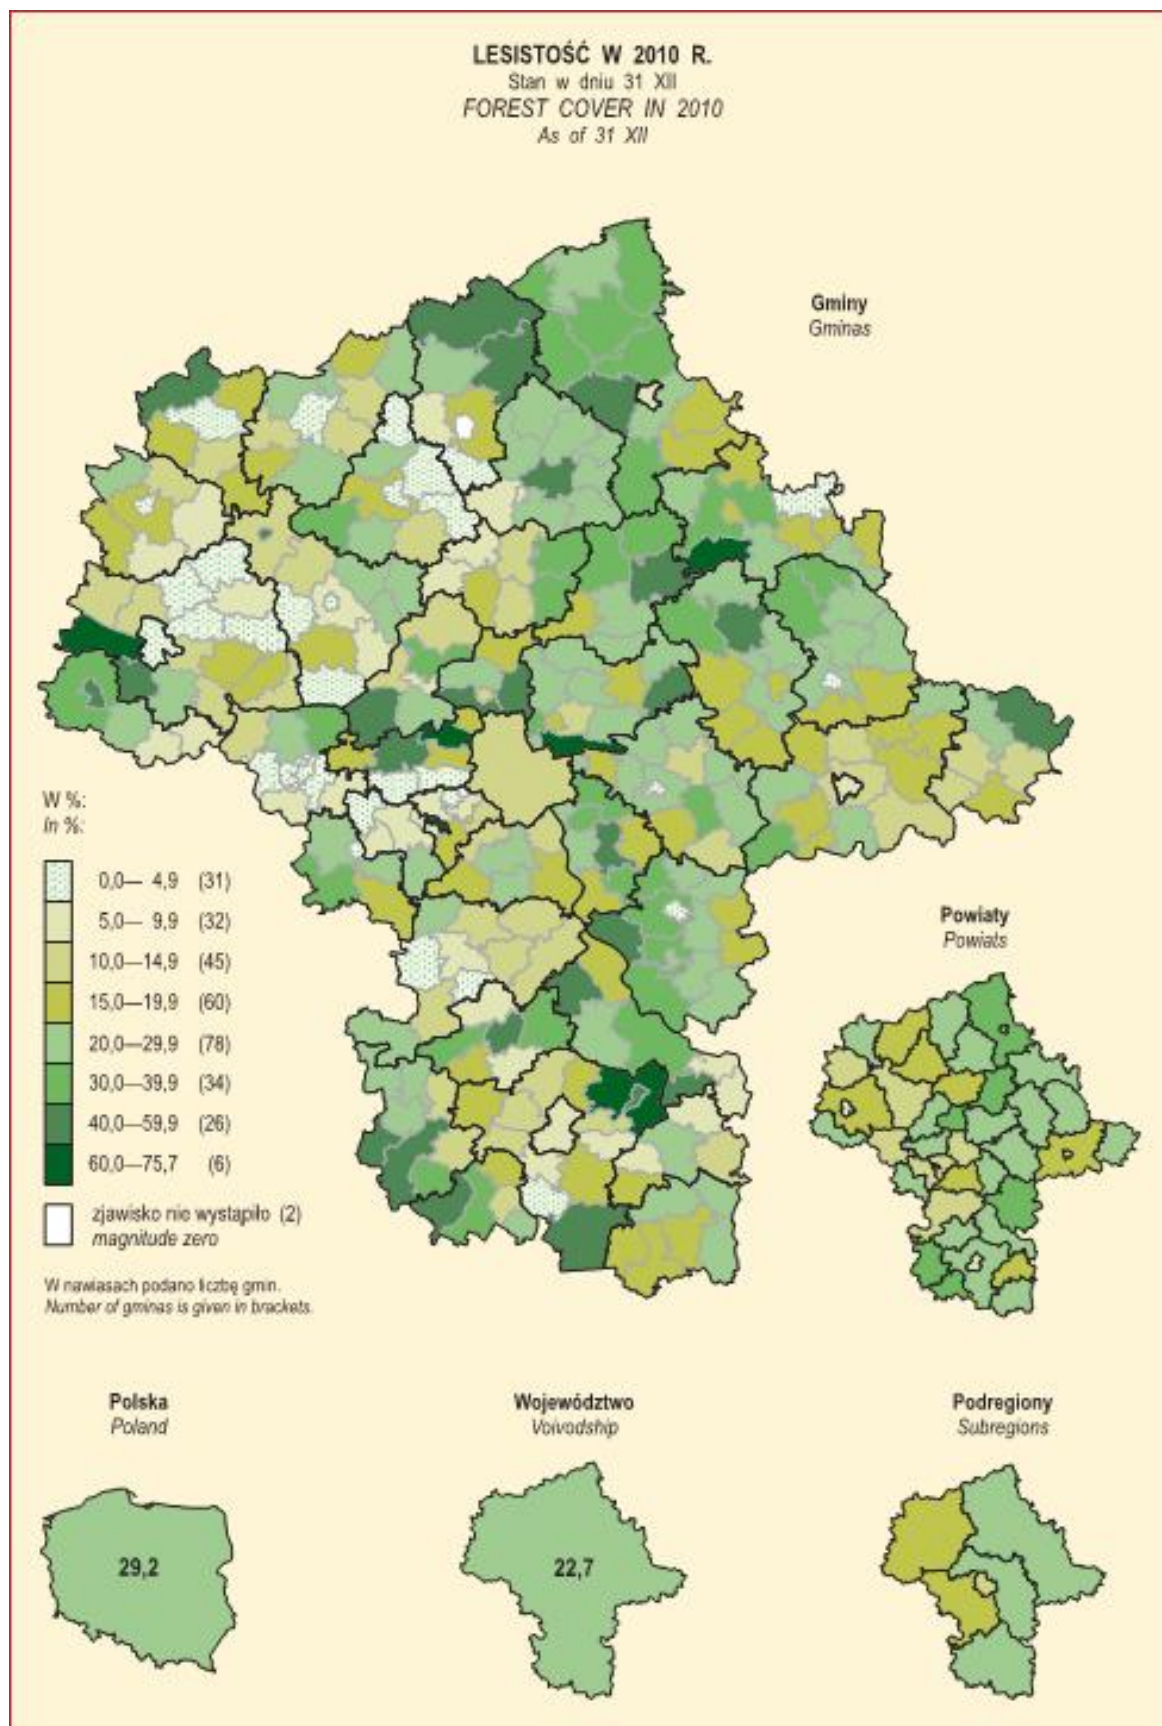 LESISTOŚĆ W 2010 R.
Stan w dniu 31 XII
FOREST COVER IN 2010
As of 31 XII
Gminy
Gminas
W %:
In %:
0,0— 4,9 (31)
5,0— 9,9 (32)
10,0—14,9 (45)
15,0—19,9 (60)
20,0—29,9 (78)
30,0—39,9 (34)
40,0—59,9 (26)
60,0—75,7 (6)
zjawisko nie wystąpiło (2)
magnitude zero
W nawiasach podano liczbę gmin.
Number of gminas is given in brackets.
Powiaty
Powiats
Polska
Poland
29,2
Województwo
Voivodship
22,7
Podregiony
Subregions